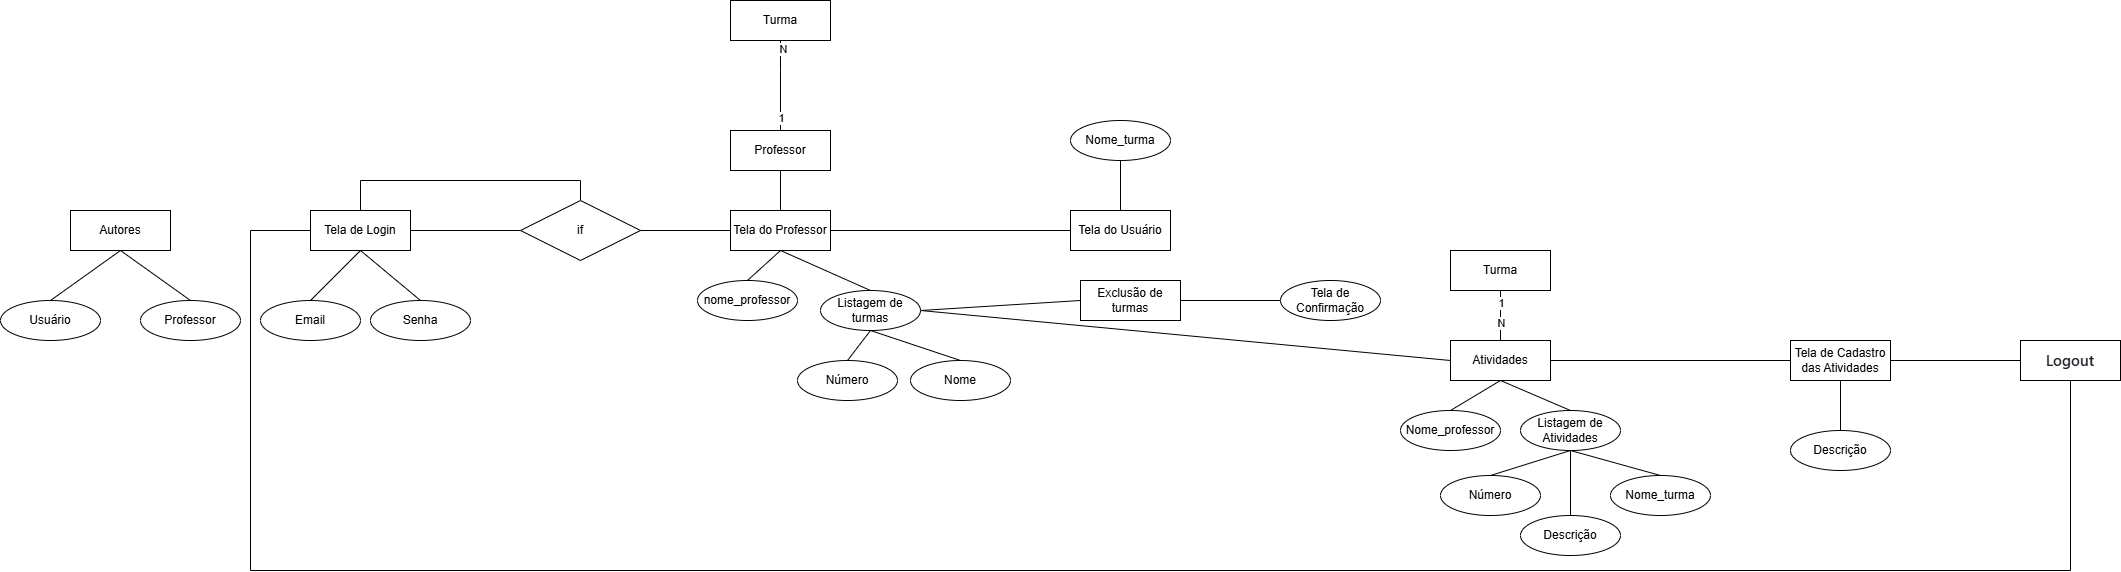 Turma
N
1
Professor
Nome_turma
Autores
Tela de Login
if
Tela do Professor
Tela do Usuário
Turma
1
N
Usuário
Professor
Email
Senha
nome_professor
Listagem de
turmas
Exclusão de
turmas
Tela de
Confirmação
Número
Nome
Atividades
Tela de Cadastro
das Atividades
Logout
Nome_professor
Listagem de
Atividades
Descrição
Número
Nome_turma
Descrição